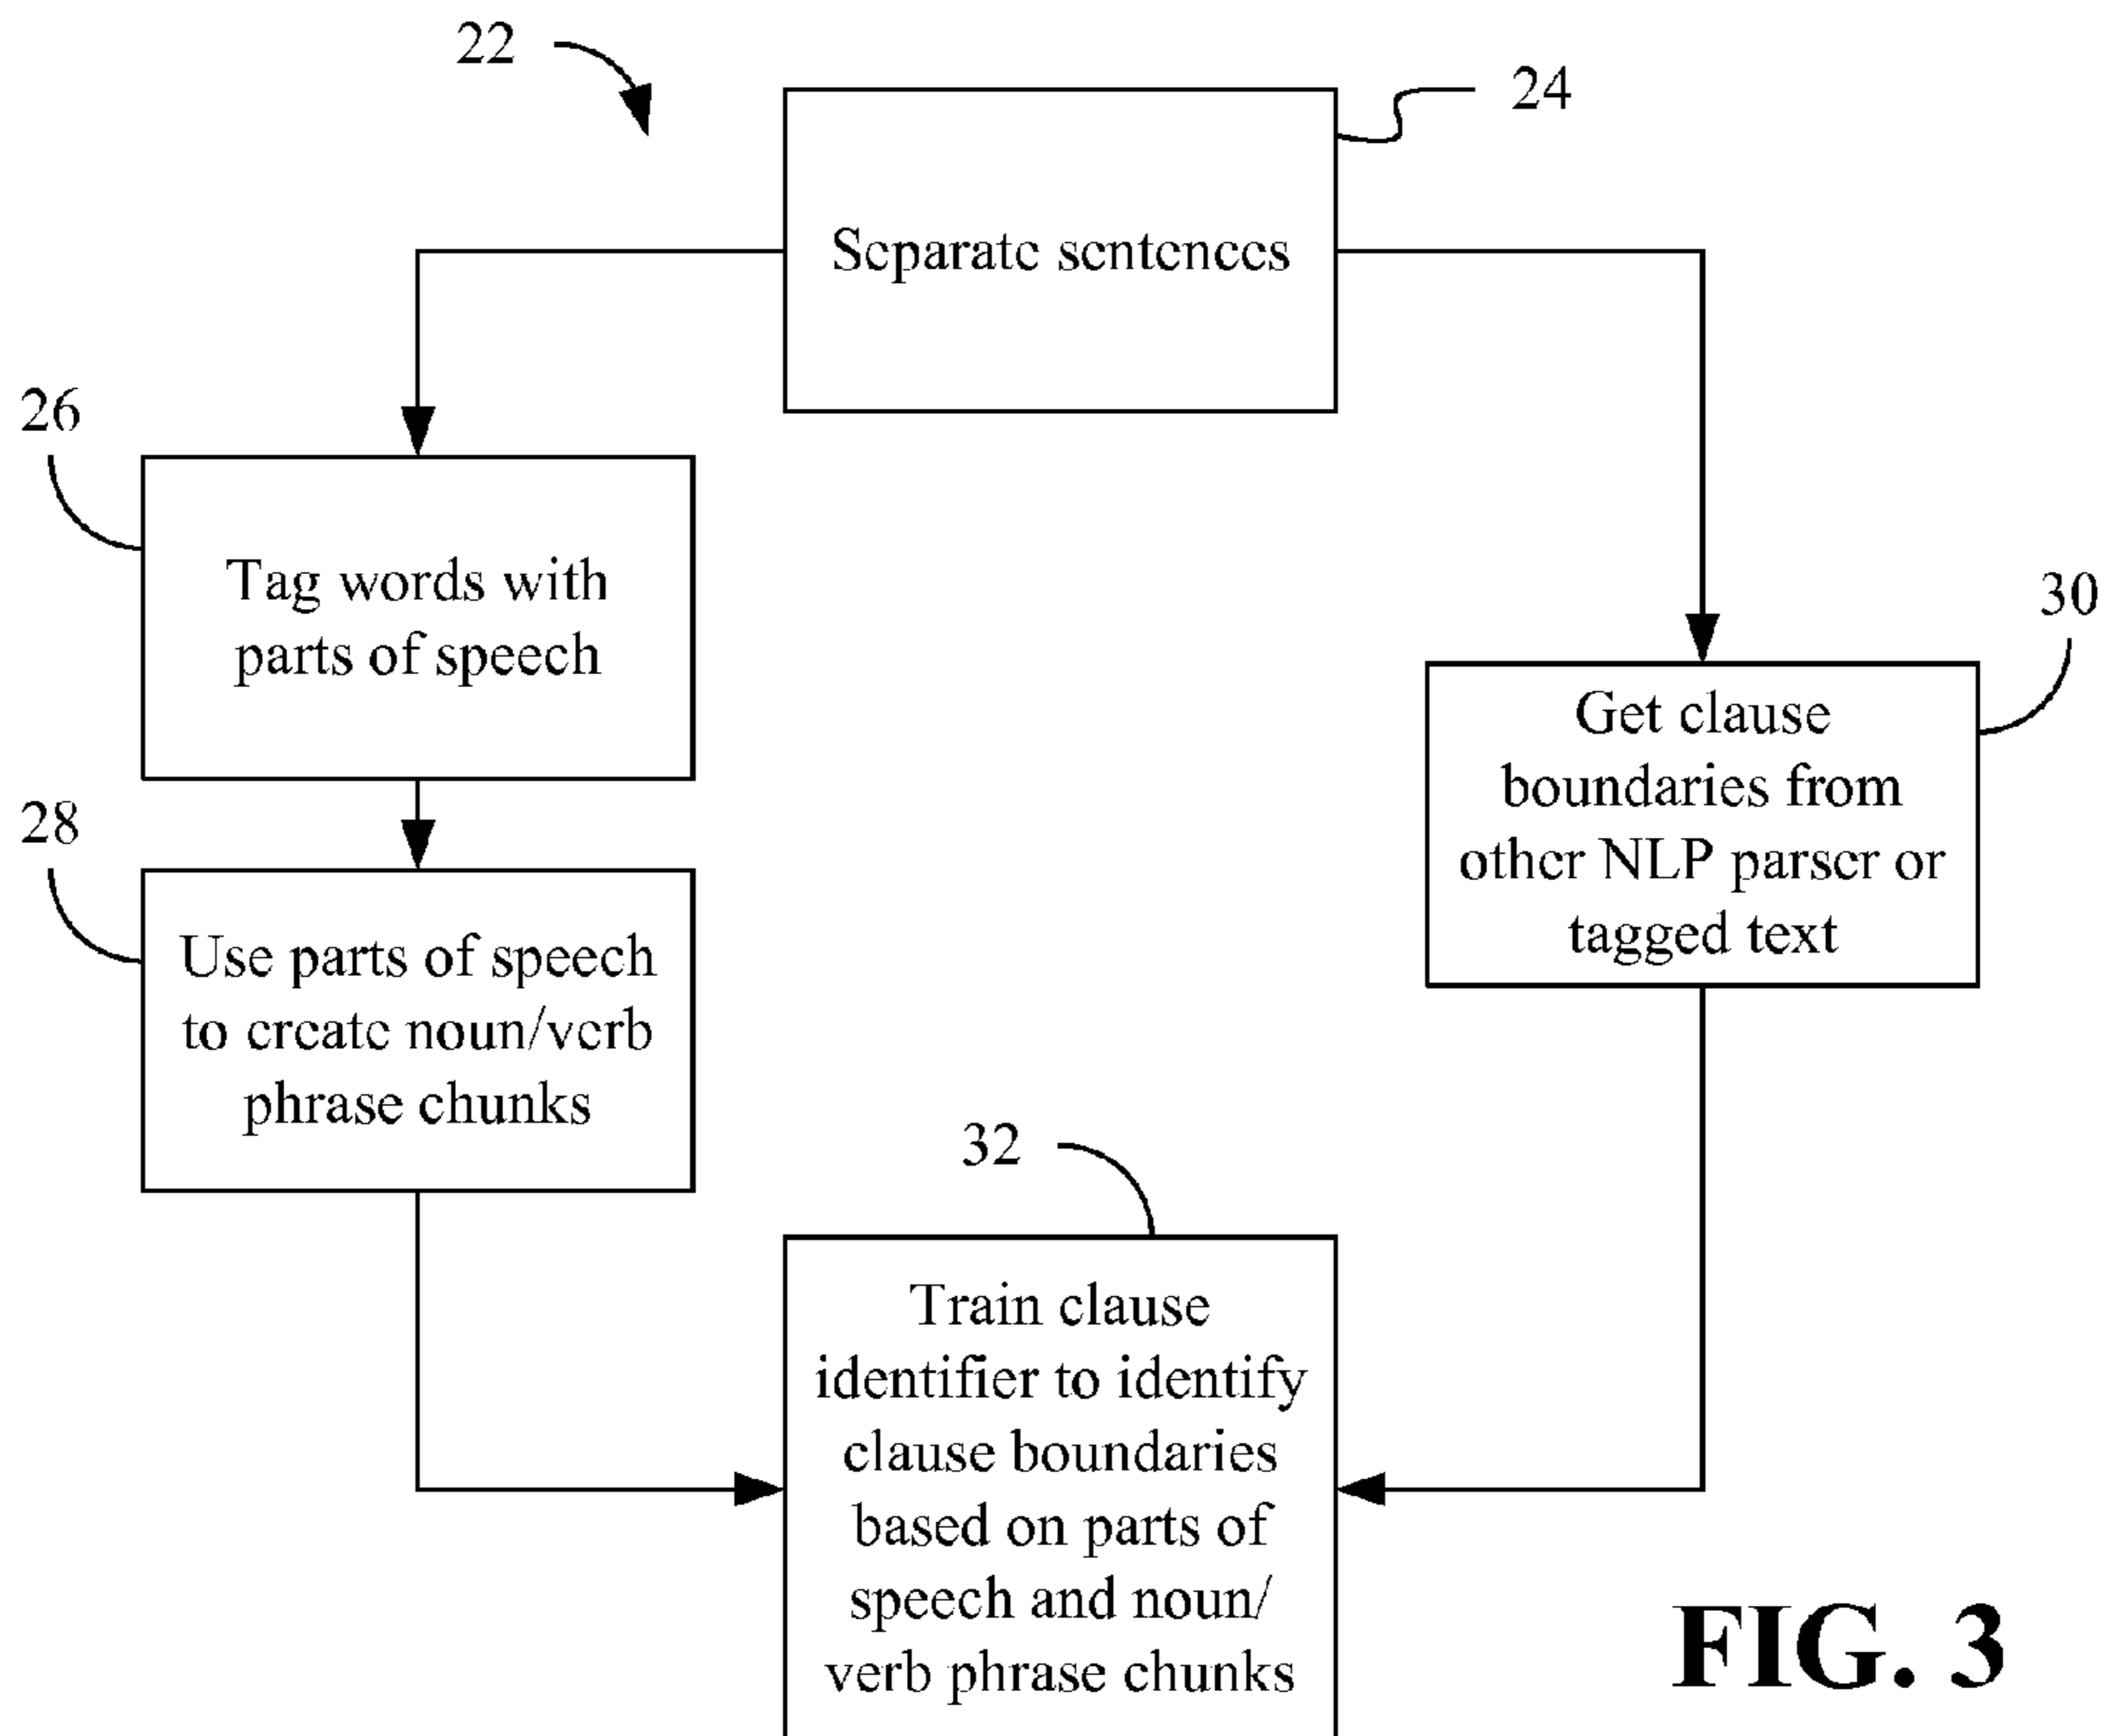 22
24
Separate sentences
26
Tag words with
parts of speech
30
Get clause
boundaries from
other NLP parser or
tagged text
28
Use parts of speech
to create noun/verb
phrase chunks
32
Train clause
identifier to identify
clause boundaries
based on parts of
speech and noun/
verb phrase chunks
FIG. 3